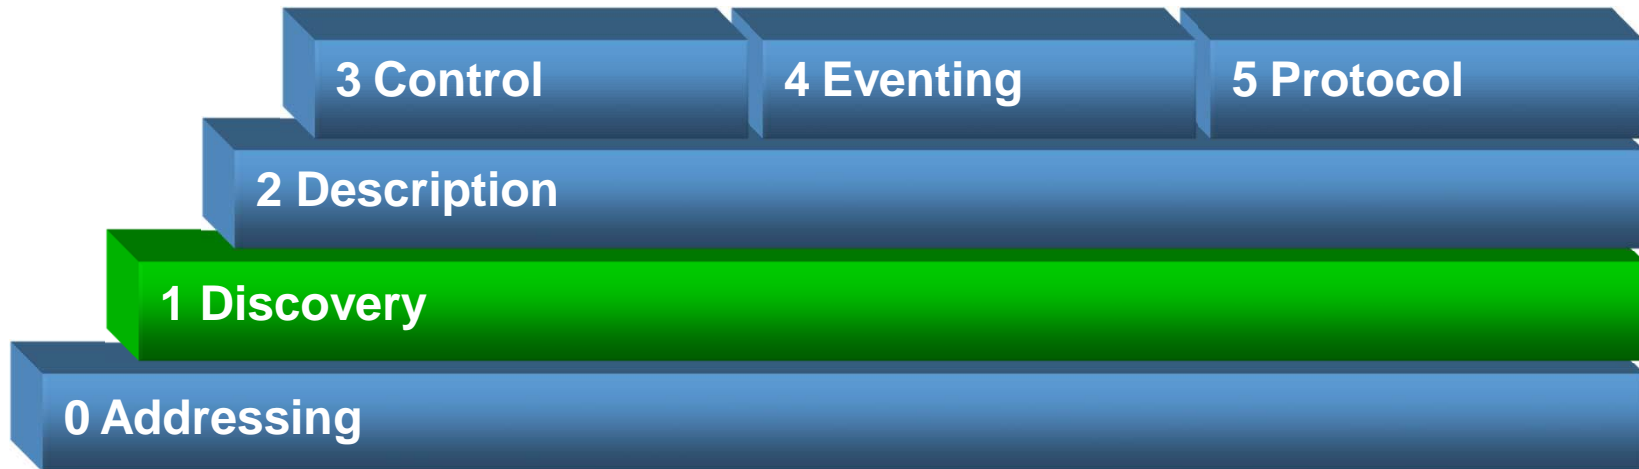 3 Control
4 Eventing
5 Protocol
2 Description
1 Discovery
0 Addressing